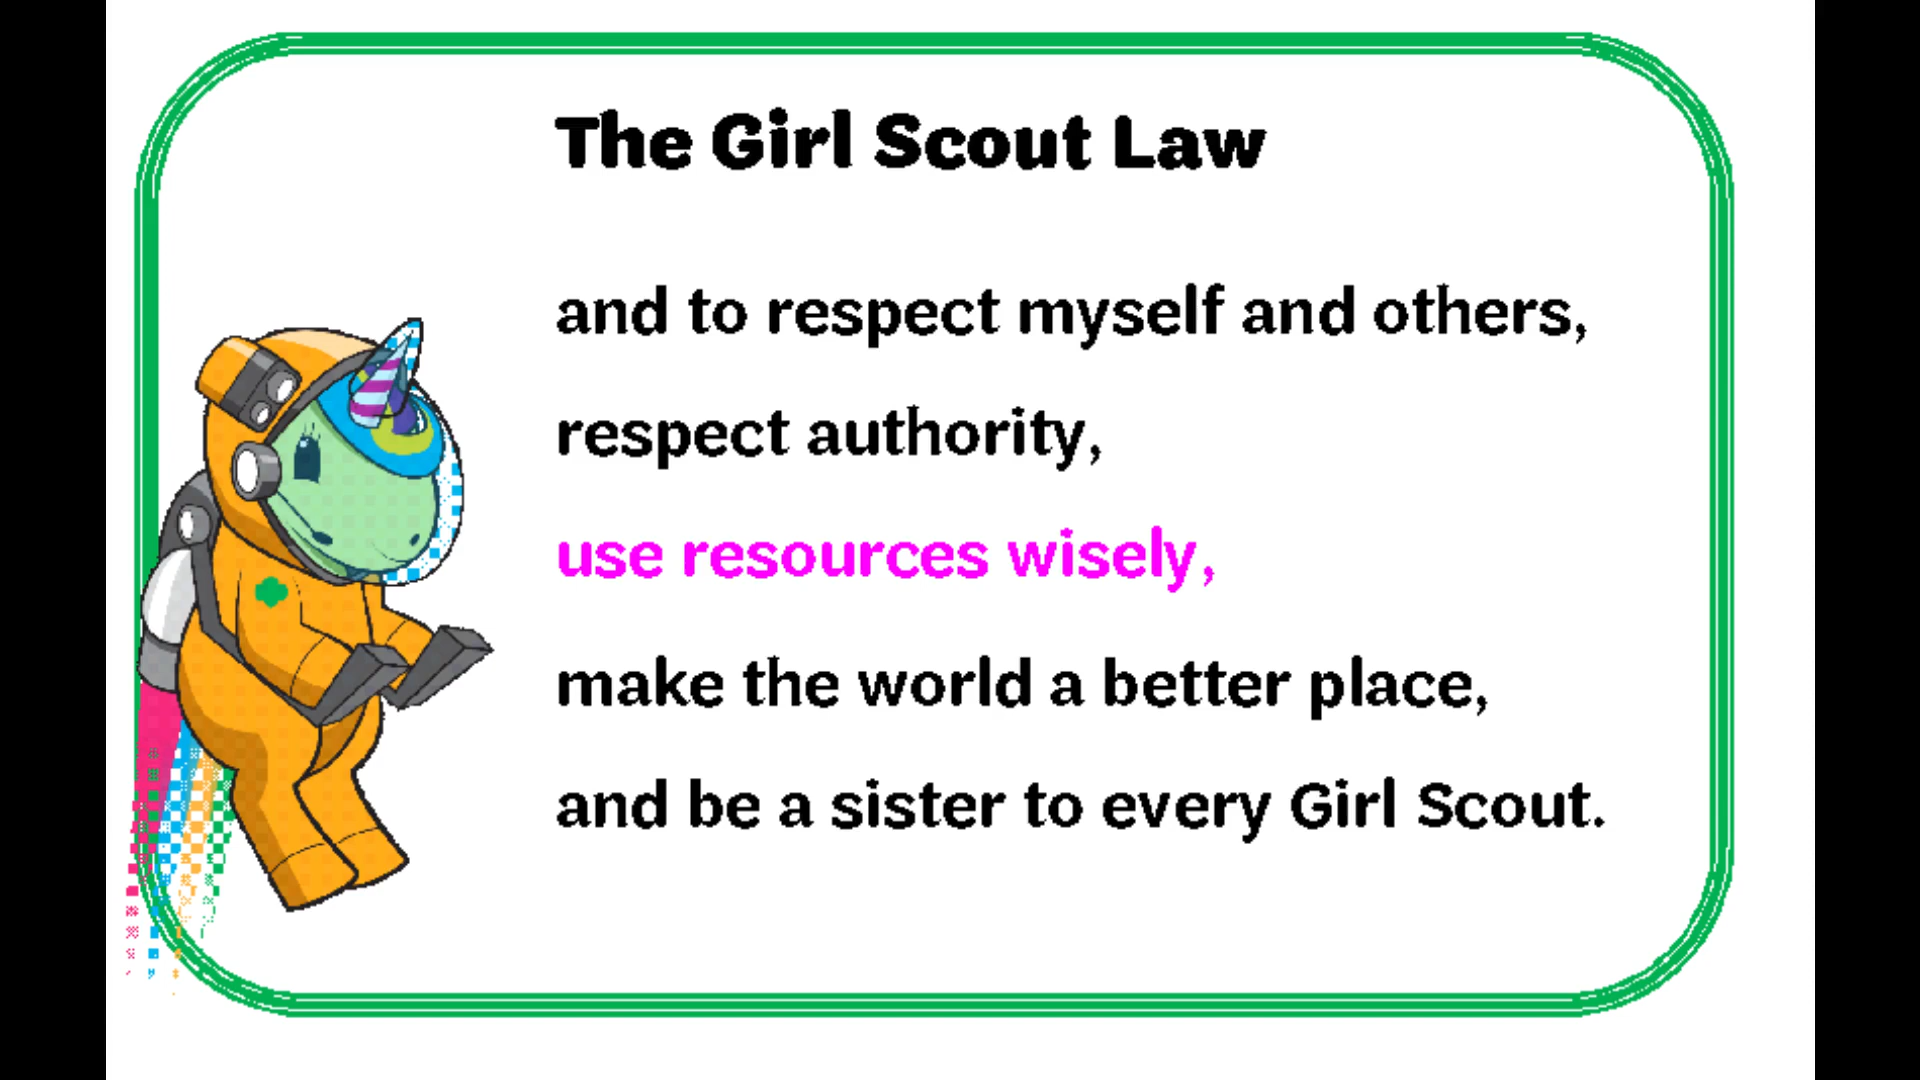 The Girl Scout Law
and to respect myself and others,
respect authority,
use resources wisely,
make the world a better place,
and be a sister to every Girl Scout.